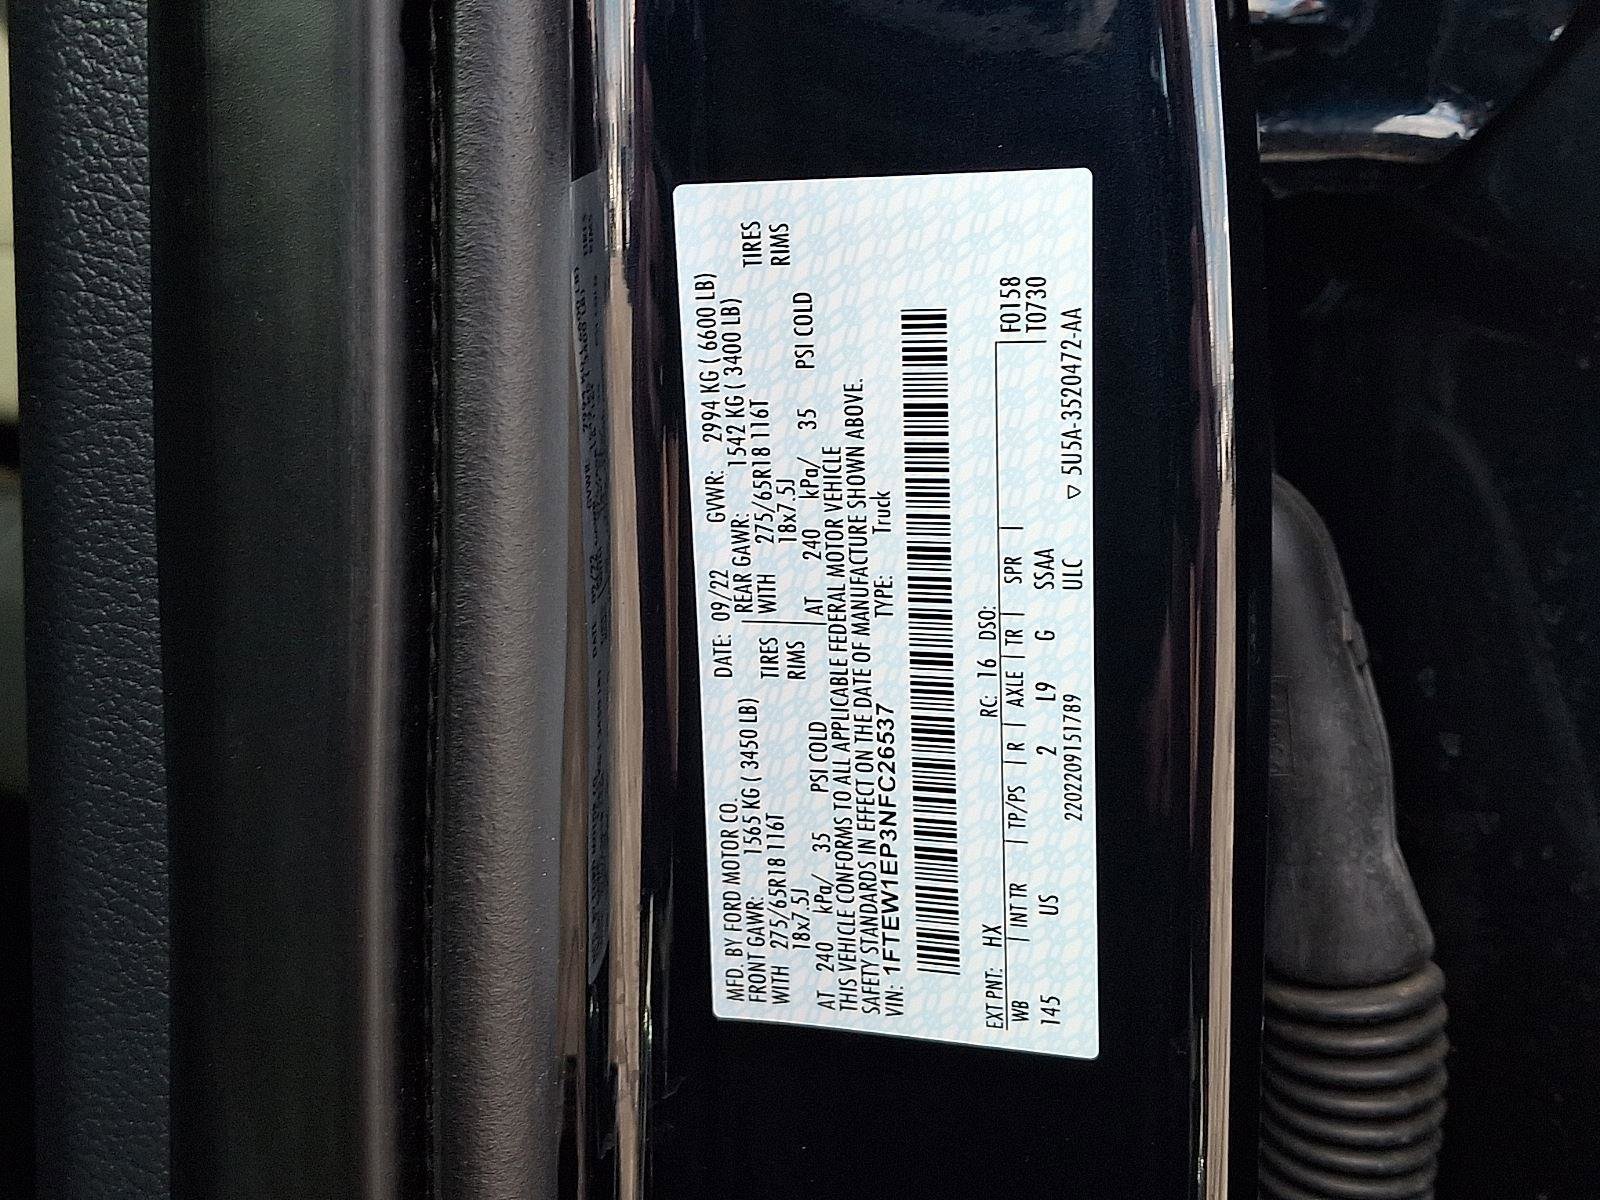 MFD. BY FORD MOTOR CO. DATE: 09/22 GVWR: 2994 KG ( 6600 LB)
FRONT GAWR: 1565 KG ( 3450 LB) REAR GAWR: 1542 KG ( 3400 LB)
WITH 275/65R18 116T TIRES WITH 275/65R18 116T TIRES
18x7.5J RIMS 18x7.5J RIMS
AT 240 kPa/ 35 PSI COLD AT 240 kPa/ 35 PSI COLD
THIS VEHICLE CONFORMS TO ALL APPLICABLE FEDERAL MOTOR VEHICLE
SAFETY STANDARDS IN EFFECT ON THE DATE OF MANUFACTURE SHOWN ABOVE.
VIN: 1FTEW1EP3NFC26537 TYPE: Truck
EXT PNT: HX RC: 16 DSO: F0158
WB | INT TR | TP/PS | R | AXLE | TR | SPR | T0730
145 US 2 L9 G SSAA
2202209151789 ULC ▽ 5U5A-3520472-AA